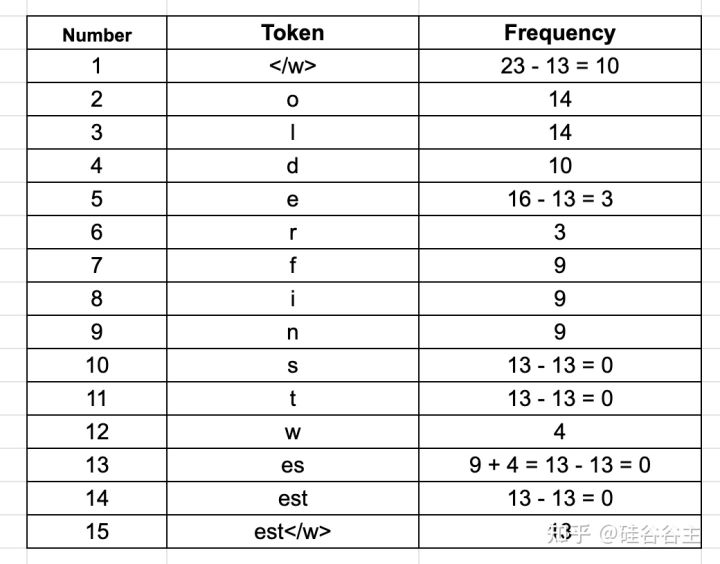 Number Token Frequency
1 </w> 23 - 13 = 10
2 o 14
3 l 14
4 d 10
5 e 16 - 13 = 3
6 r 3
7 f 9
8 i 9
9 n 9
10 s 13 - 13 = 0
11 t 13 - 13 = 0
12 w 4
13 es 9 + 4 = 13 - 13 = 0
14 est 13 - 13 = 0
15 est</w> 13
知乎 @硅谷谷主